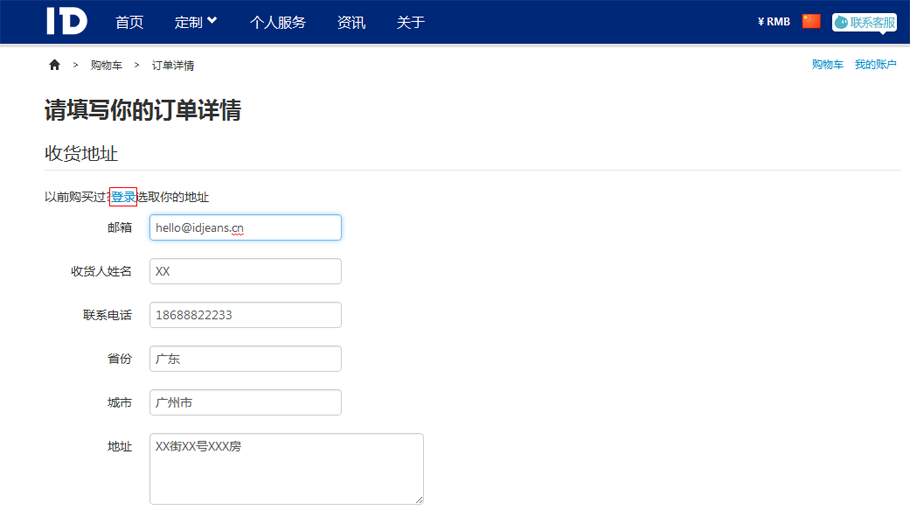 ID 首页 定制 个人服务 资讯 关于 ¥ RMB 联系客服
> 购物车 > 订单详情 购物车 我的账户
请填写你的订单详情
收货地址
以前购买过?登录选取你的地址
邮箱 hello@idjeans.cn
收货人姓名 XX
联系电话 18688822233
省份 广东
城市 广州市
地址 XX街XX号XXX房